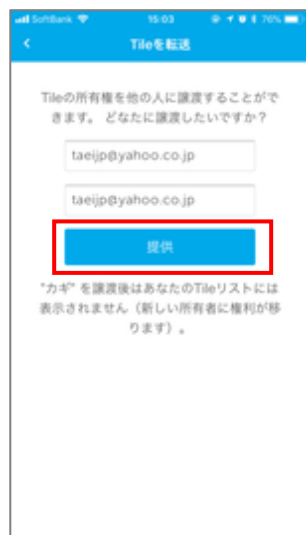 SoftBank 15:03 76%
Tileを転送
Tileの所有権を他の人に譲渡することがで
きます。 どなたに譲渡したいですか？
taeijp@yahoo.co.jp
taeijp@yahoo.co.jp
提供
"カギ" を譲渡後はあなたのTileリストには
表示されません（新しい所有者に権利が移
ります）。